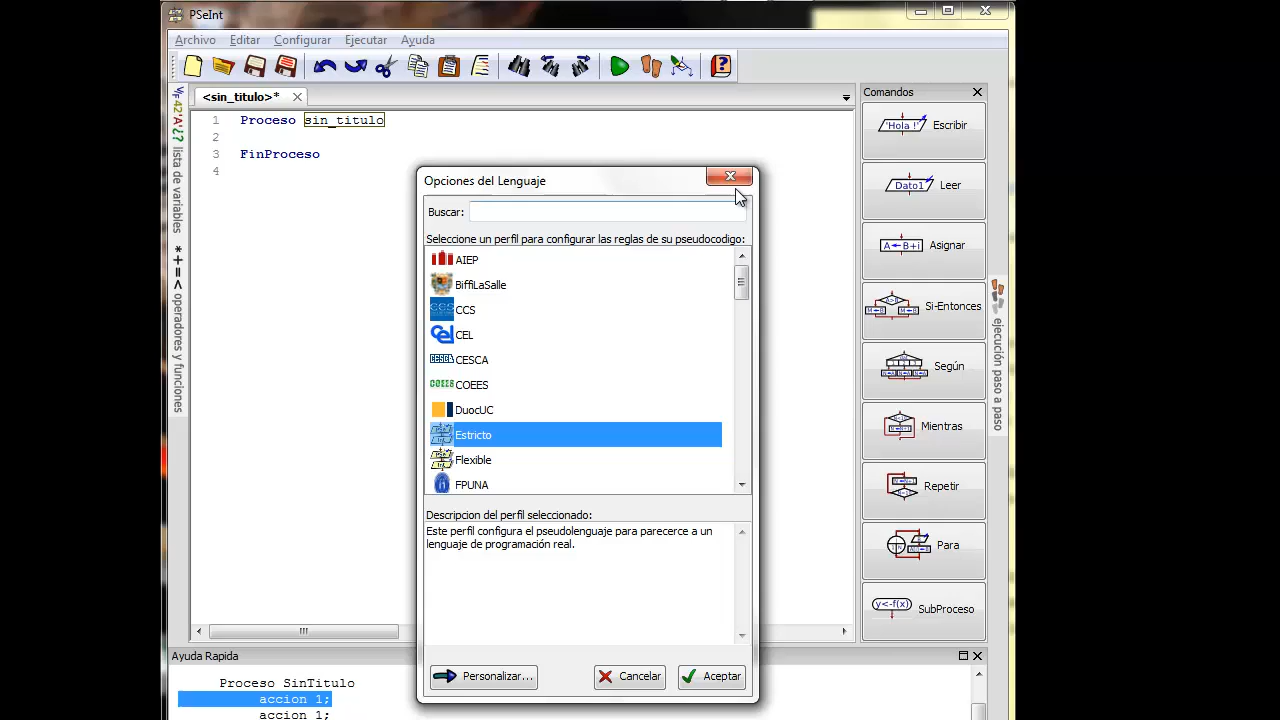 PSeInt
Archivo Editar Configurar Ejecutar Ayuda
<sin_titulo>*
1 Proceso sin_titulo
2
3 FinProceso
4
lista de variables
operadores y funciones
Opciones del Lenguaje
Buscar:
Seleccione un perfil para configurar las reglas de su pseudocodigo:
AIEP
BiffiLaSalle
CCS
CEL
CESCA
COEES
DuocUC
Estricto
Flexible
FPUNA
Descripcion del perfil seleccionado:
Este perfil configura el pseudolenguaje para parecerce a un
lenguaje de programación real.
Personalizar...
Cancelar
Aceptar
Comandos
'Hola !' Escribir
Dato1 Leer
A←B+i Asignar
Si-Entonces
Según
Mientras
Repetir
Para
y<-f(x) SubProceso
ejecución paso a paso
Ayuda Rapida
Proceso SinTitulo
accion 1;
accion 1;